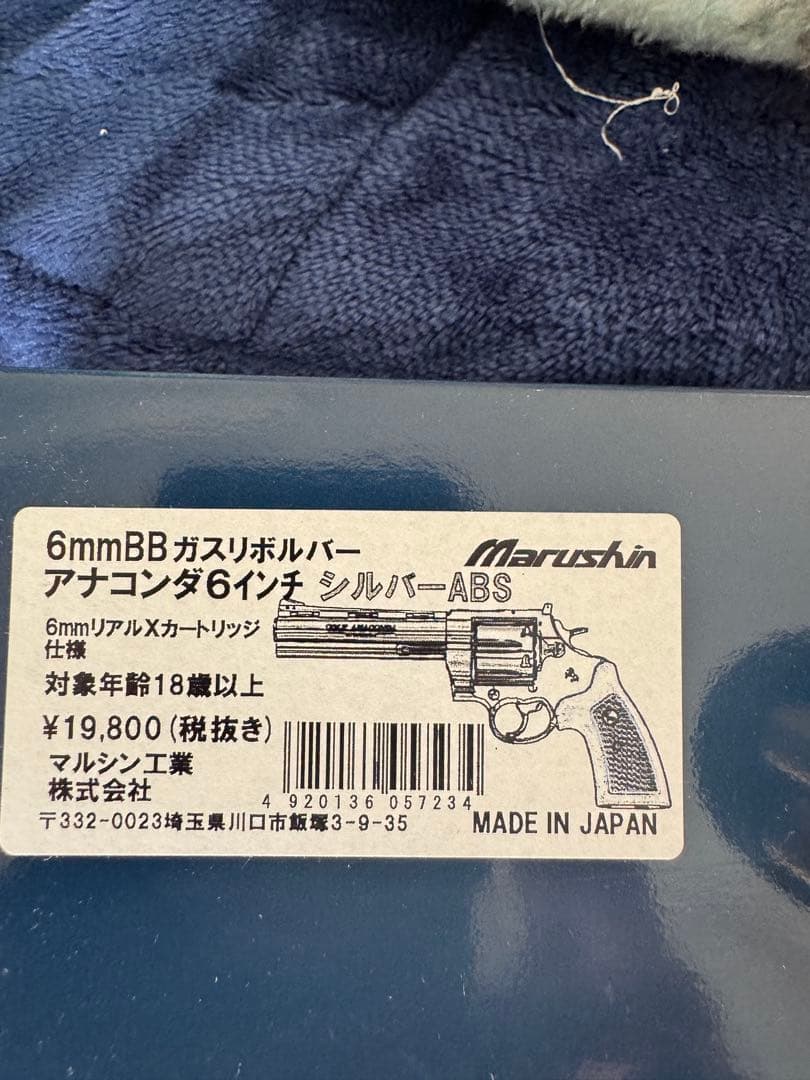 6mmBBガスリボルバー
Marushin
アナコンダ6インチ シルバーABS
6mmリアルXカートリッジ
仕様
対象年齢18歳以上
¥19,800(税抜き)
マルシン工業
株式会社
4 920136 057234
〒332-0023埼玉県川口市飯塚3-9-35
MADE IN JAPAN